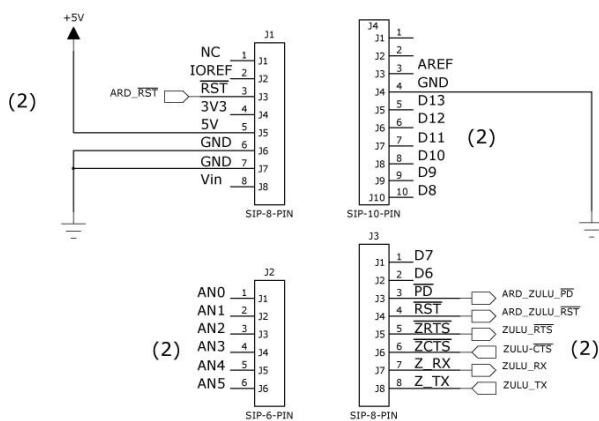 +5V
J1
NC 1 J1
IOREF 2 J2
ARD_RST RST 3 J3
3V3 4 J4
5V 5 J5
GND 6 J6
GND 7 J7
Vin 8 J8
SIP-8-PIN
(2)
J4
J1 1
J2 2
J3 3 AREF
J4 4 GND
J5 5 D13
J6 6 D12
J7 7 D11
J8 8 D10
J9 9 D9
J10 10 D8
SIP-10-PIN
(2)
J2
AN0 1 J1
AN1 2 J2
AN2 3 J3
AN3 4 J4
AN4 5 J5
AN5 6 J6
SIP-6-PIN
(2)
J3
J1 1 D7
J2 2 D6
J3 3 PD ARD_ZULU_PD
J4 4 RST ARD_ZULU_RST
J5 5 ZRTS ZULU_RTS
J6 6 ZCTS ZULU-CTS
J7 7 Z_RX ZULU_RX
J8 8 Z_TX ZULU_TX
SIP-8-PIN
(2)